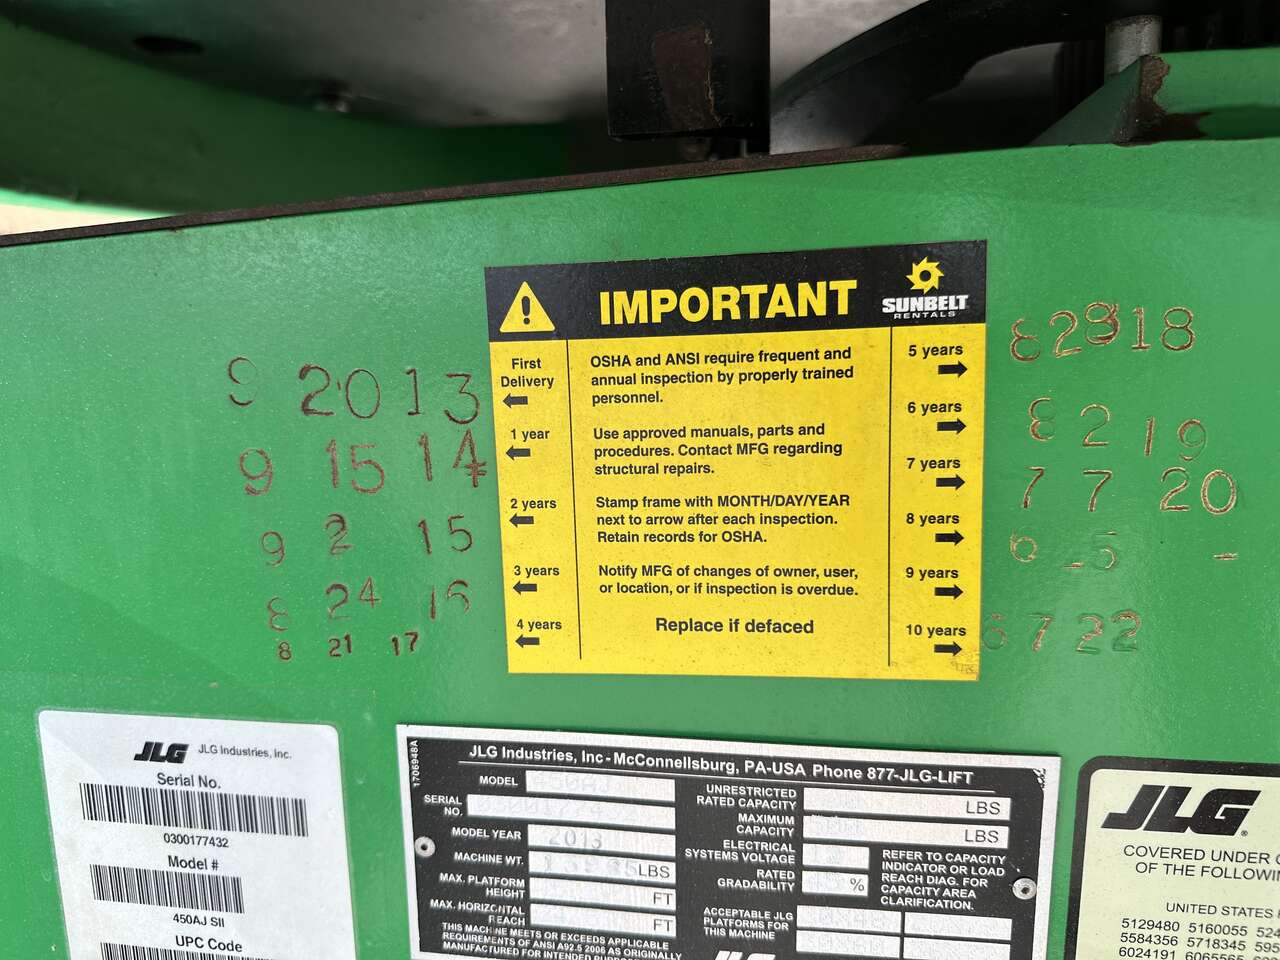 IMPORTANT
SUNBELT
RENTALS
First
Delivery
1 year
2 years
3 years
4 years
OSHA and ANSI require frequent and
annual inspection by properly trained
personnel.
Use approved manuals, parts and
procedures. Contact MFG regarding
structural repairs.
Stamp frame with MONTH/DAY/YEAR
next to arrow after each inspection.
Retain records for OSHA.
Notify MFG of changes of owner, user,
or location, or if inspection is overdue.
Replace if defaced
5 years
6 years
7 years
8 years
9 years
10 years
9 20 13
9 15 14
9 2 15
8 24 16
8 21 17
8 2 19
7 7 20
6 7 22
JLG JLG Industries, Inc.
Serial No.
0300177432
Model #
450AJ SII
UPC Code
1706948A
JLG Industries, Inc - McConnellsburg, PA-USA Phone 877-JLG-LIFT
MODEL 450AJ
SERIAL
NO.
MODEL YEAR 2013
MACHINE WT. LBS
MAX. PLATFORM
HEIGHT FT
MAX. HORIZONTAL
REACH FT
THIS MACHINE MEETS OR EXCEEDS APPLICABLE
REQUIREMENTS OF ANSI A92.5 2006 AS ORIGINALLY
MANUFACTURED FOR INTENDED
UNRESTRICTED
RATED CAPACITY LBS
MAXIMUM
CAPACITY LBS
ELECTRICAL
SYSTEMS VOLTAGE
RATED
GRADABILITY %
REFER TO CAPACITY
INDICATOR OR LOAD
REACH DIAG. FOR
CAPACITY AREA
CLARIFICATION.
ACCEPTABLE JLG
PLATFORMS FOR
THIS MACHINE
JLG
COVERED UNDER
OF THE FOLLOWIN
UNITED STATES
5129480 5160055
5584356 5718345
6024191 6065565